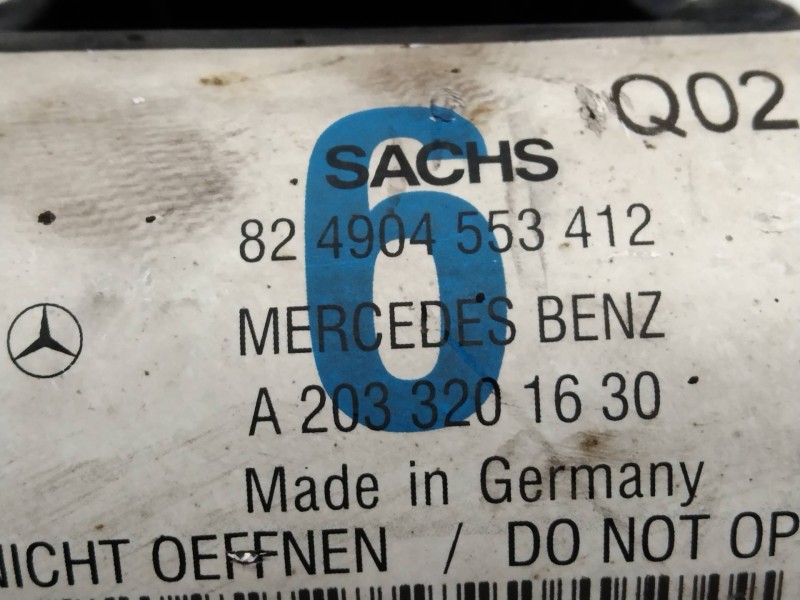 Q02
6
SACHS
82 4904 553 412
MERCEDES BENZ
A 203 320 16 30
Made in Germany
NICHT OEFFNEN / DO NOT OP